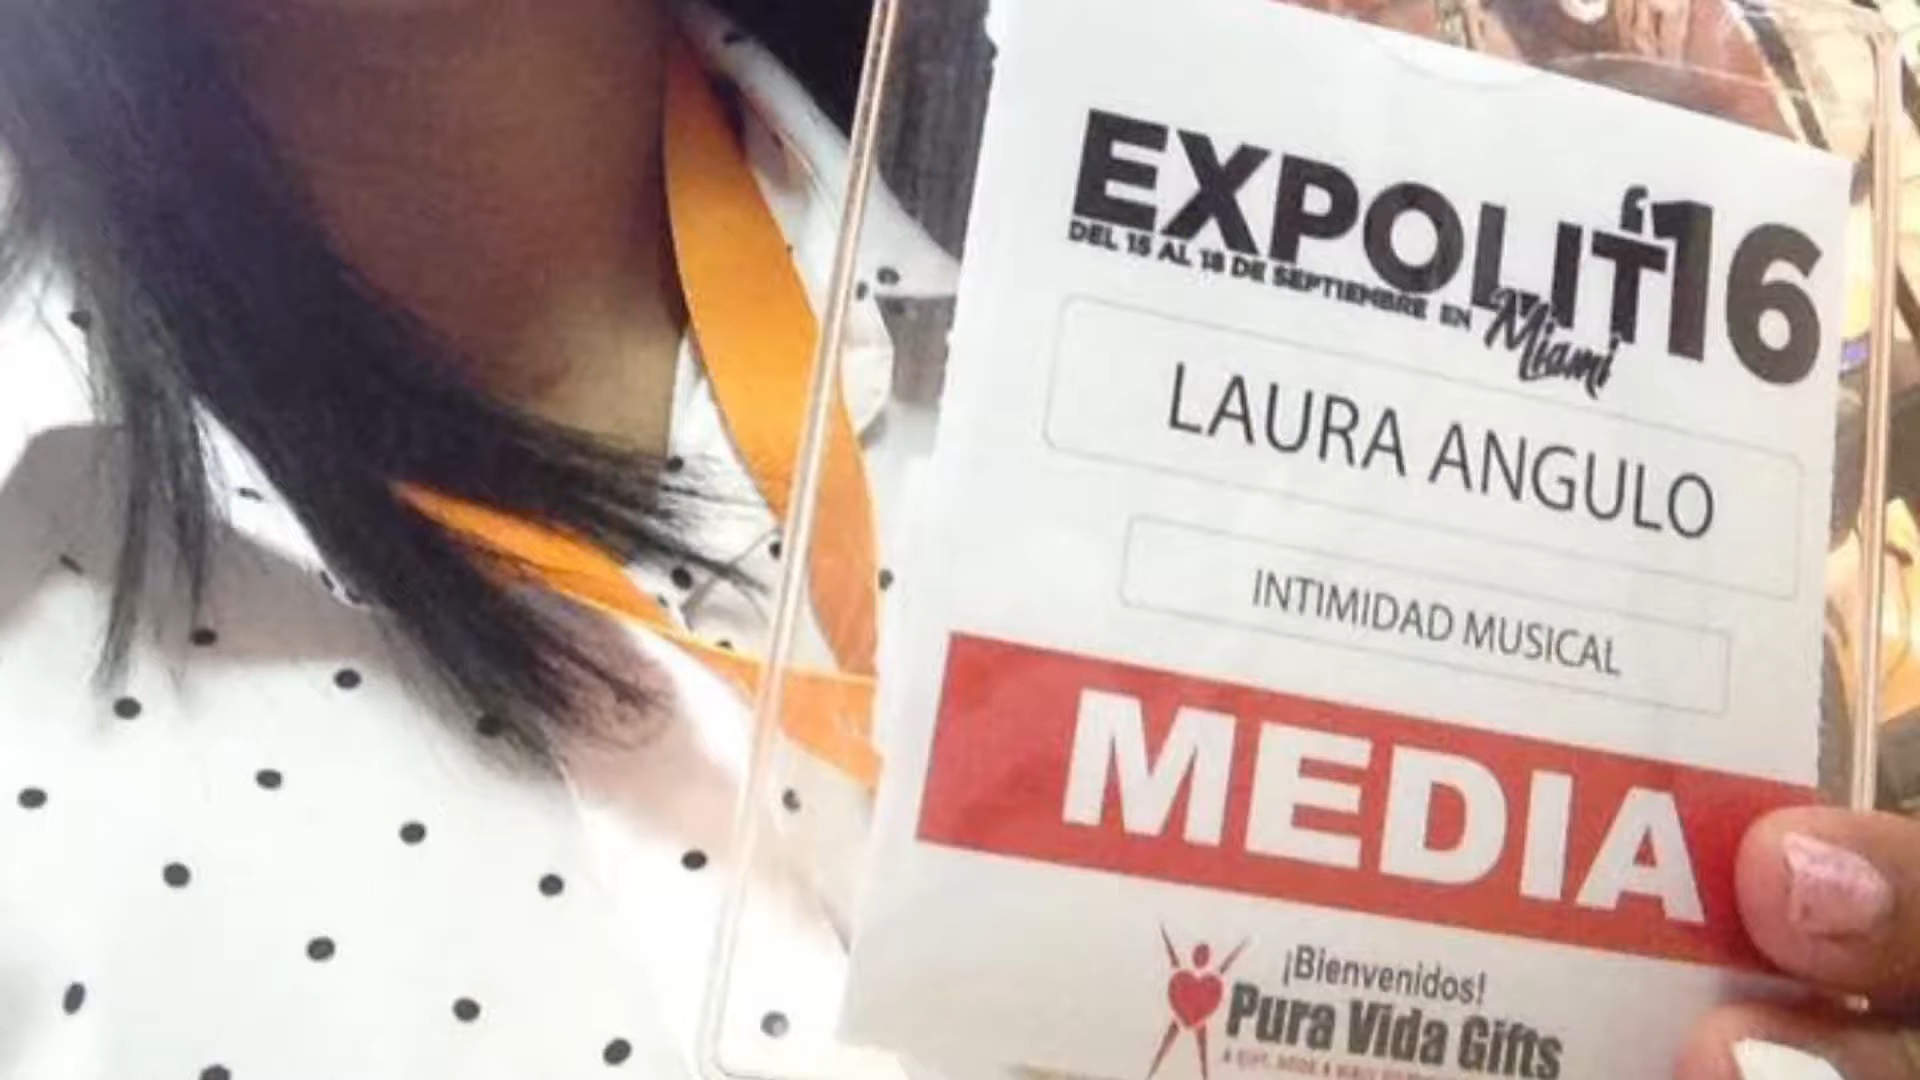 EXPOLIT'16
DEL 15 AL 18 DE SEPTIEMBRE EN Miami
LAURA ANGULO
INTIMIDAD MUSICAL
MEDIA
¡Bienvenidos!
Pura Vida Gifts